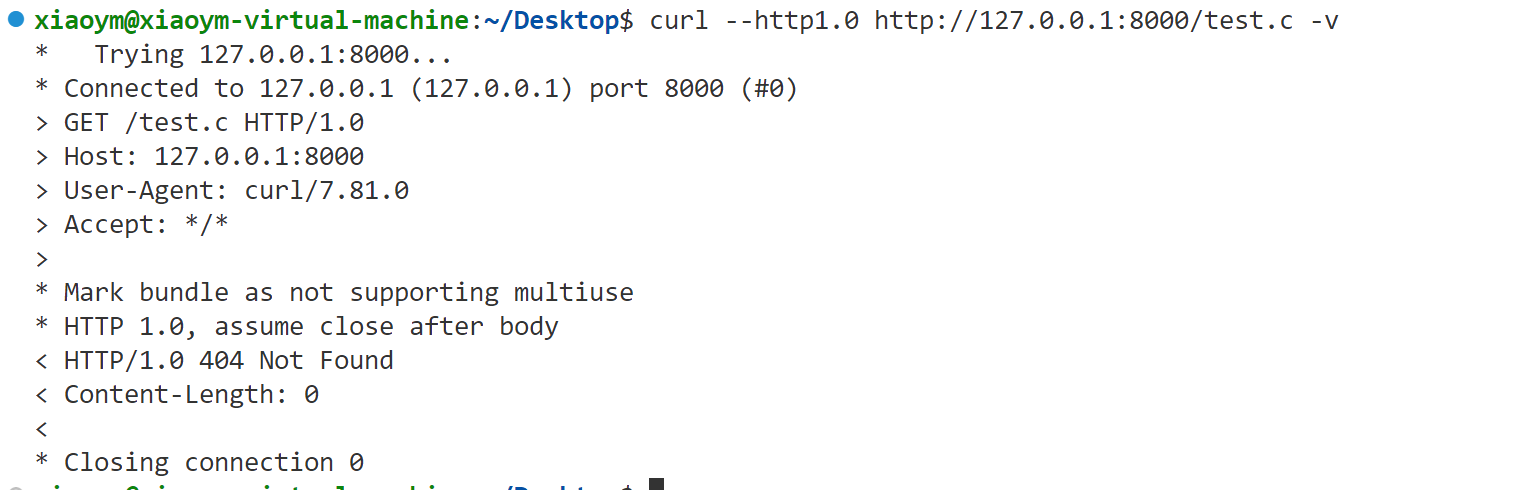 xiaoym@xiaoym-virtual-machine:~/Desktop$ curl --http1.0 http://127.0.0.1:8000/test.c -v
*   Trying 127.0.0.1:8000...
* Connected to 127.0.0.1 (127.0.0.1) port 8000 (#0)
> GET /test.c HTTP/1.0
> Host: 127.0.0.1:8000
> User-Agent: curl/7.81.0
> Accept: */*
>
* Mark bundle as not supporting multiuse
* HTTP 1.0, assume close after body
< HTTP/1.0 404 Not Found
< Content-Length: 0
<
* Closing connection 0